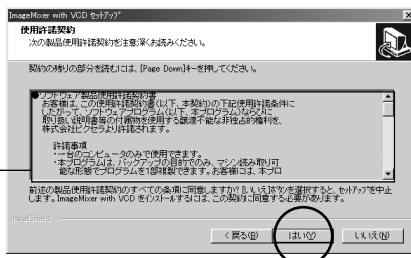 ImageMixer with VCD ｾｯﾄｱｯﾌﾟ
使用許諾契約
次の製品使用許諾契約を注意深くお読みください。
契約の残りの部分を読むには、[Page Down]キーを押してください。
●ソフトウェア製品使用許諾契約書
お客様は、この使用許諾契約書(以下、本契約)の下記使用許諾条件に
したがって、ソフトウェアプログラム(以下、本プログラム)ならびに
取り扱い説明書等の付属物を使用する譲渡不能な非独占的権利を、
株式会社ピクセラより許諾されます。
許諾事項
・一台のコンピュータのみで使用できます。
・本プログラムは、バックアップの目的でのみ、マシン読み取り可
能な形態でプログラムを1部複製できます。お客様には、本プロ
前述の製品使用許諾契約のすべての条項に同意しますか? [いいえ]ボタンを選択すると、セットアップを中止
します。ImageMixer with VCD をインストールするには、この契約に同意する必要があります。
InstallShield
< 戻る(B)
はい(Y)
いいえ(N)